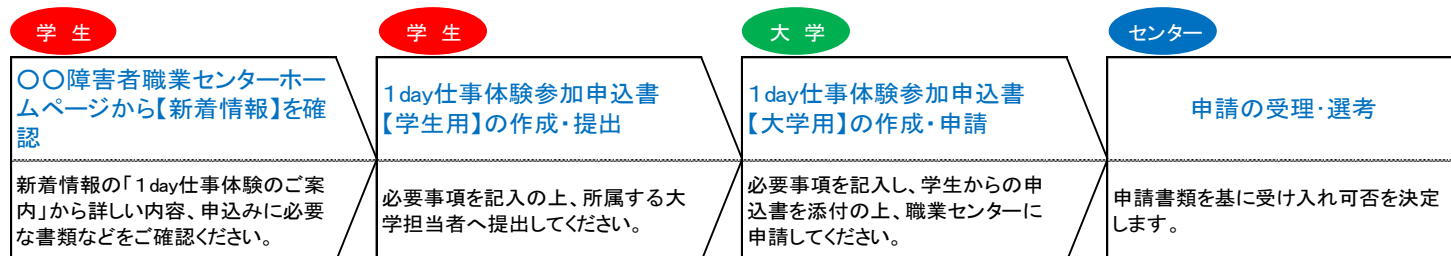 学 生
〇〇障害者職業センターホー
ムページから【新着情報】を確
認
新着情報の「１day仕事体験のご案
内」から詳しい内容、申込みに必要
な書類などをご確認ください。
学 生
１day仕事体験参加申込書
【学生用】の作成・提出
必要事項を記入の上、所属する大
学担当者へ提出してください。
大 学
１day仕事体験参加申込書
【大学用】の作成・申請
必要事項を記入し、学生からの申
込書を添付の上、職業センターに
申請してください。
センター
申請の受理・選考
申請書類を基に受け入れ可否を決定
します。